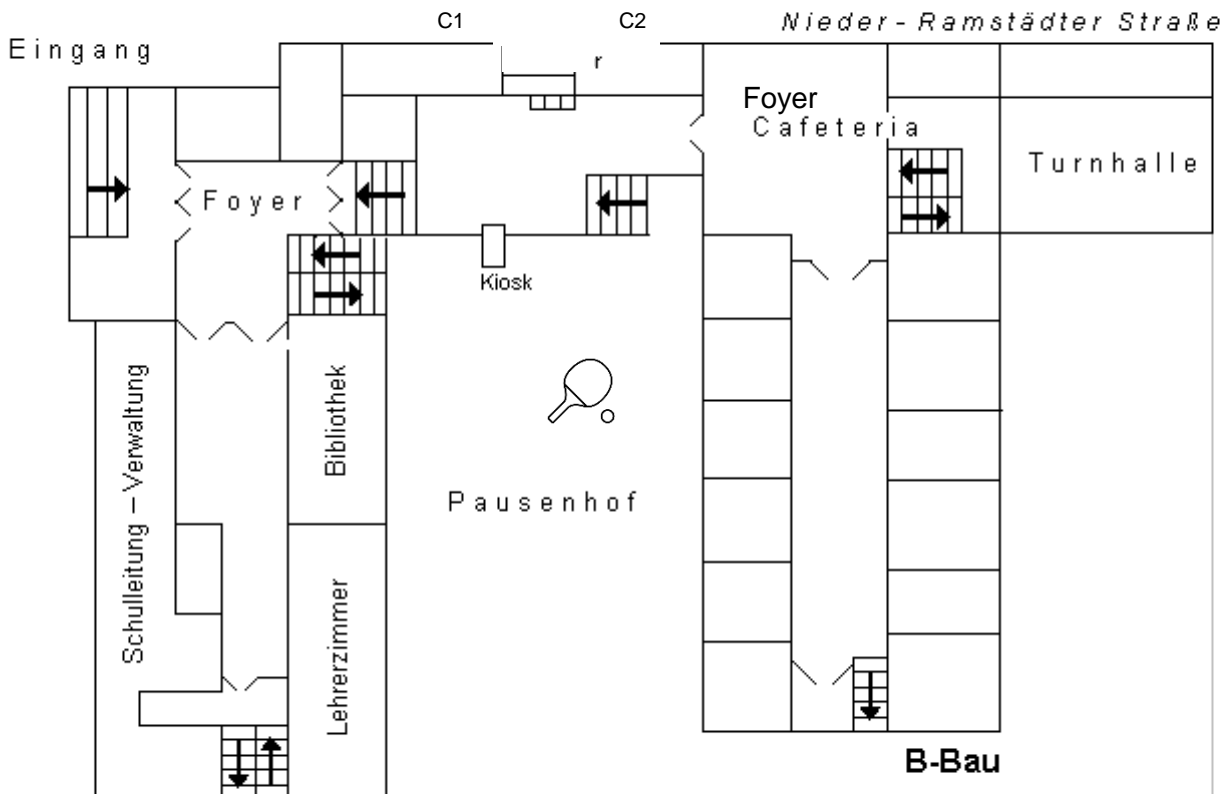 C1
C2
Nieder-Ramstädter Straße
Eingang
r
Foyer
Cafeteria
Turnhalle
Foyer
Kiosk
Schulleitung – Verwaltung
Bibliothek
Pausenhof
Lehrerzimmer
B-Bau